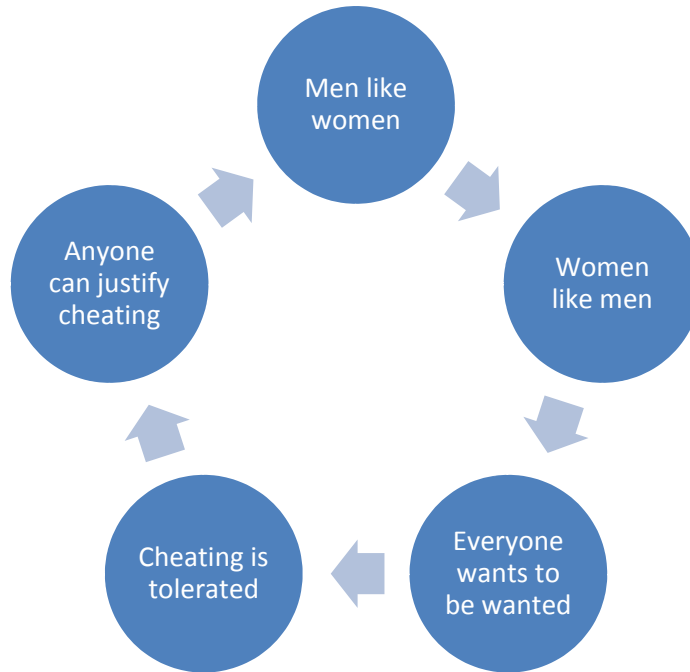 Men like
women
Women
like men
Everyone
wants to
be wanted
Cheating is
tolerated
Anyone
can justify
cheating